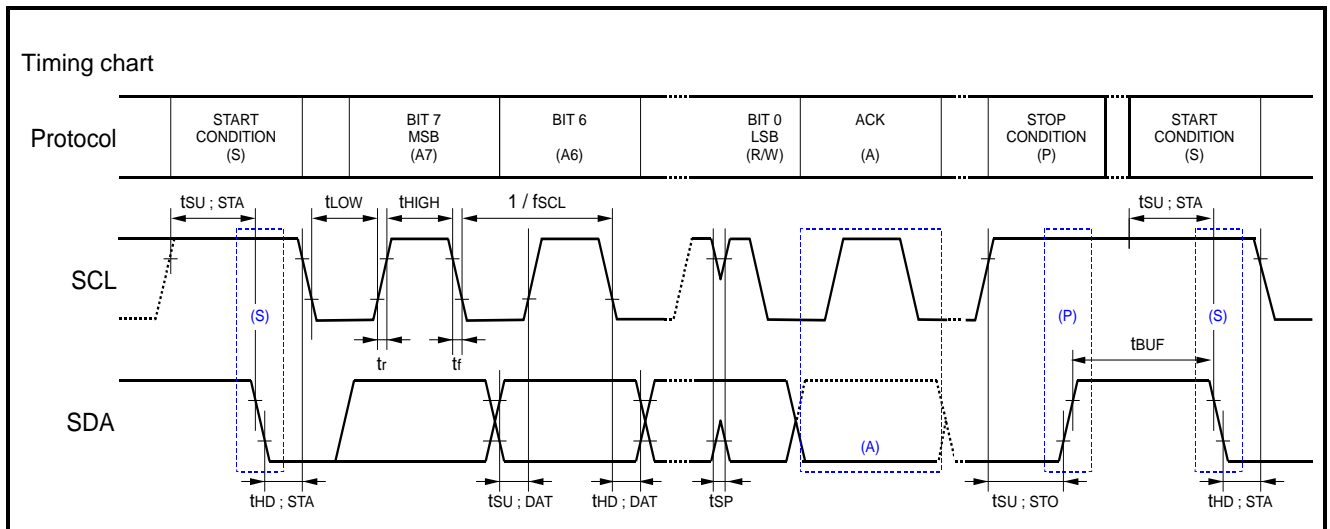 Timing chart
Protocol
START
CONDITION
(S)
BIT 7
MSB
(A7)
BIT 6
(A6)
BIT 0
LSB
(R/W)
ACK
(A)
STOP
CONDITION
(P)
START
CONDITION
(S)
tSU ; STA
tLOW
tHIGH
1 / fSCL
tSU ; STA
SCL
(S)
(P)
(S)
tr
tf
tBUF
SDA
(A)
tHD ; STA
tSU ; DAT
tHD ; DAT
tSP
tSU ; STO
tHD ; STA